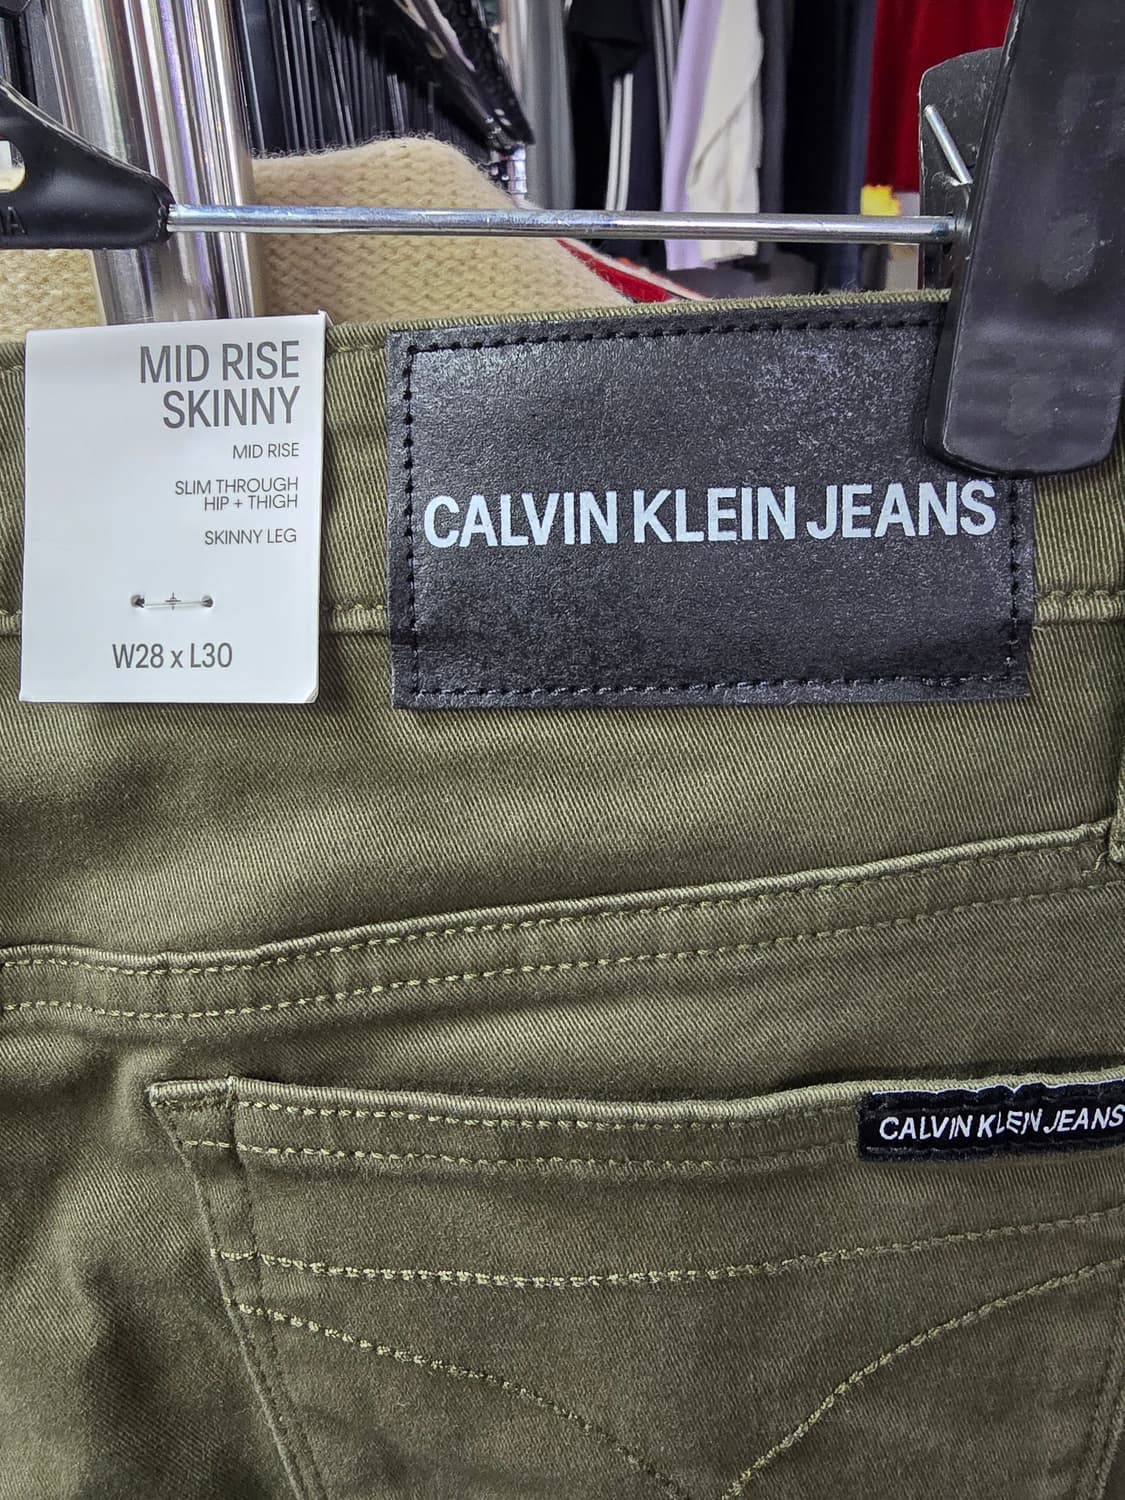 MID RISE
SKINNY
MID RISE
SLIM THROUGH
HIP + THIGH
SKINNY LEG
W28 x L30
CALVIN KLEIN JEANS
CALVIN KLEIN JEANS